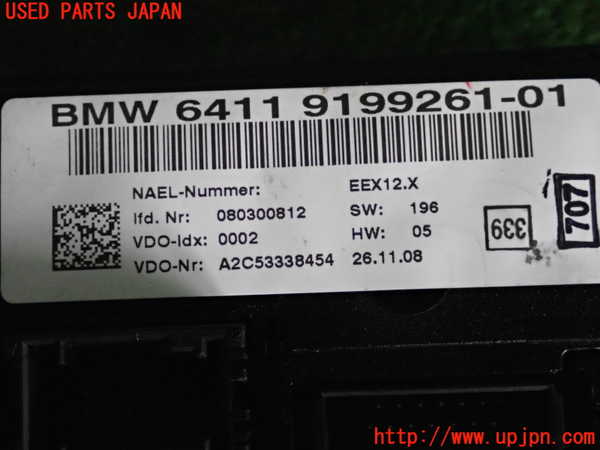 USED PARTS JAPAN
BMW 6411 9199261-01
NAEL-Nummer: EEX12.X
lfd. Nr: 080300812 SW: 196
VDO-Idx: 0002 HW: 05
VDO-Nr: A2C53338454 26.11.08
339
707
http://www.upjpn.com/